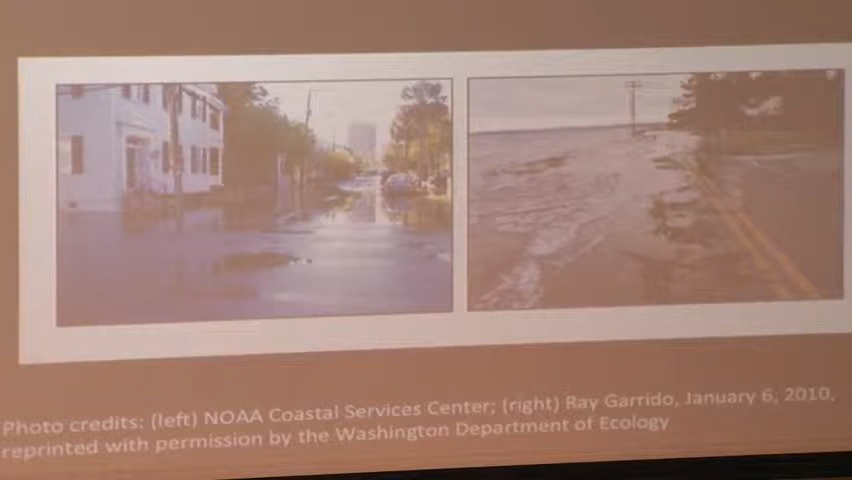 Photo credits: (left) NOAA Coastal Services Center; (right) Ray Garrido, January 6, 2010,
reprinted with permission by the Washington Department of Ecology